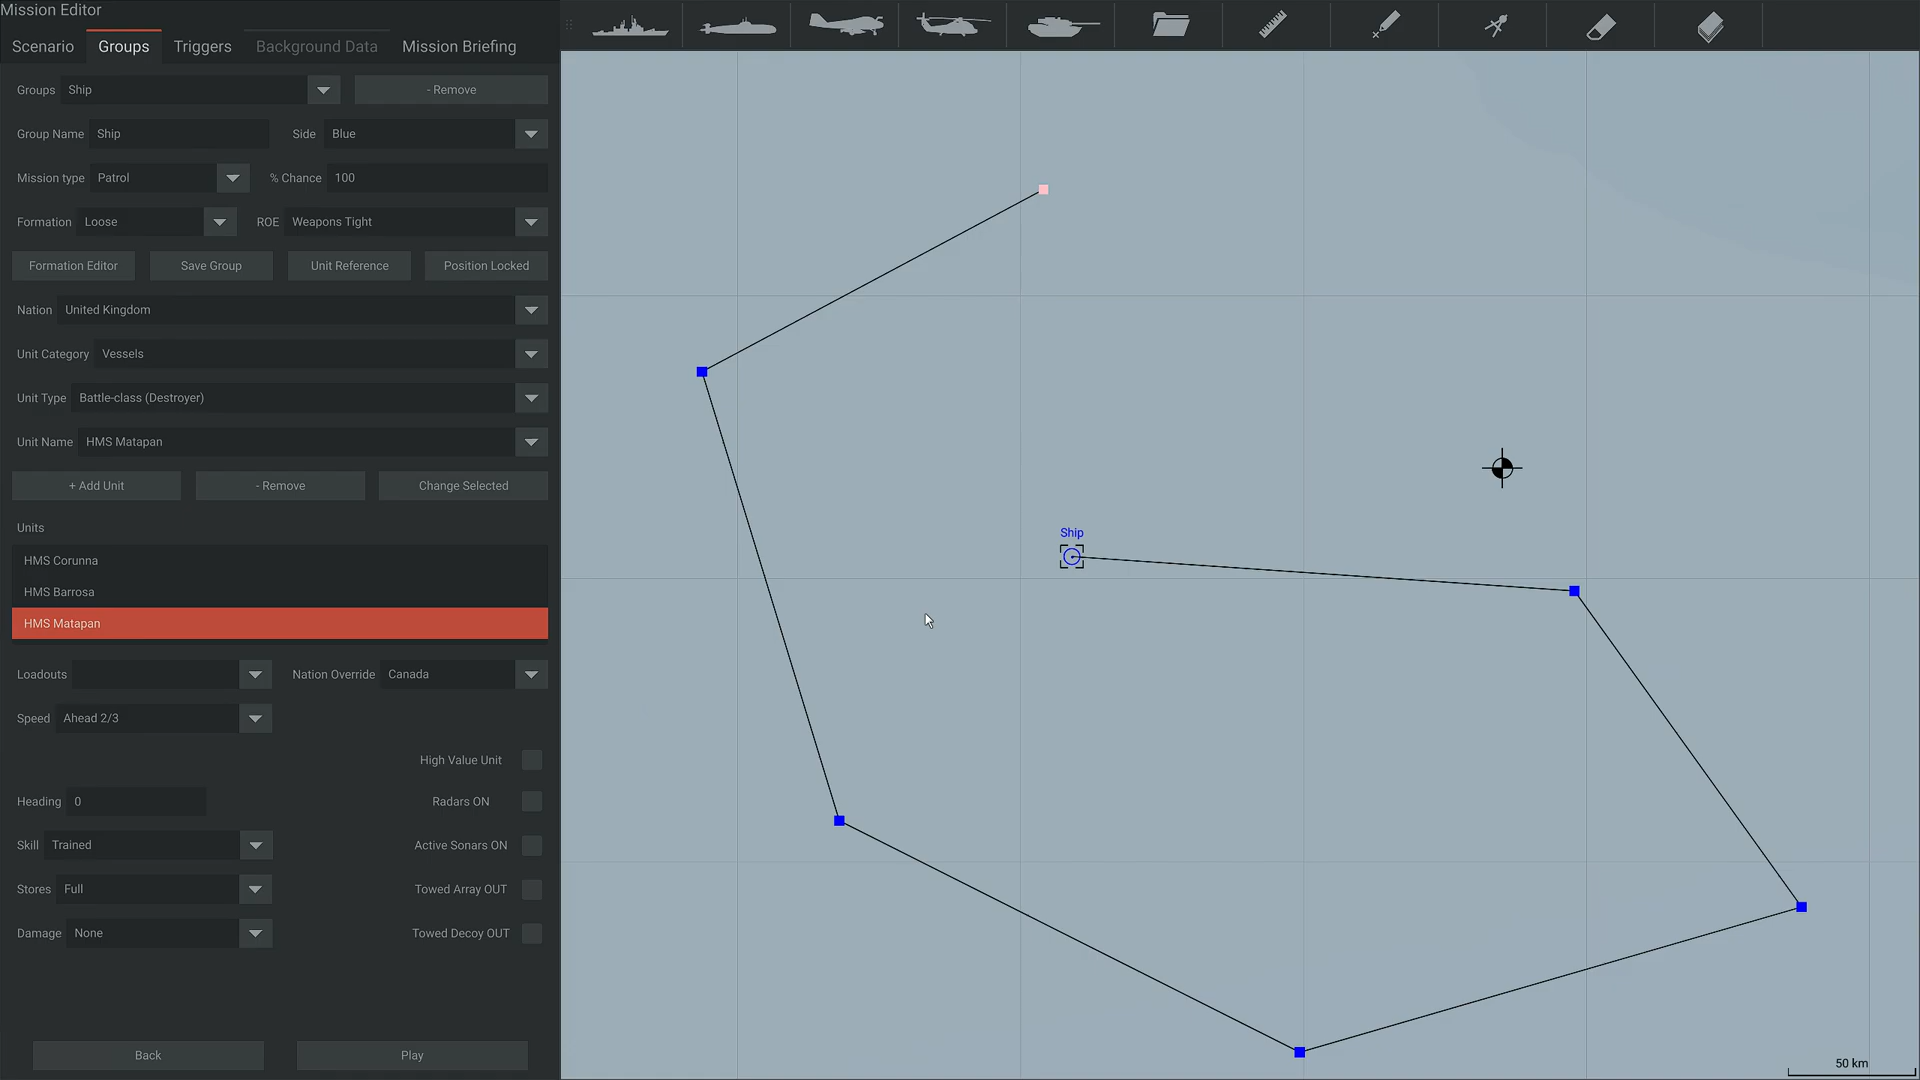 Mission Editor
Scenario Groups Triggers Background Data Mission Briefing
Groups Ship - Remove
Group Name Ship Side Blue
Mission type Patrol % Chance 100
Formation Loose ROE Weapons Tight
Formation Editor Save Group Unit Reference Position Locked
Nation United Kingdom
Unit Category Vessels
Unit Type Battle-class (Destroyer)
Unit Name HMS Matapan
+ Add Unit - Remove Change Selected
Units
HMS Corunna
HMS Barrosa
HMS Matapan
Loadouts Nation Override Canada
Speed Ahead 2/3
High Value Unit
Heading 0 Radars ON
Skill Trained Active Sonars ON
Stores Full Towed Array OUT
Damage None Towed Decoy OUT
Back Play
Ship
50 km